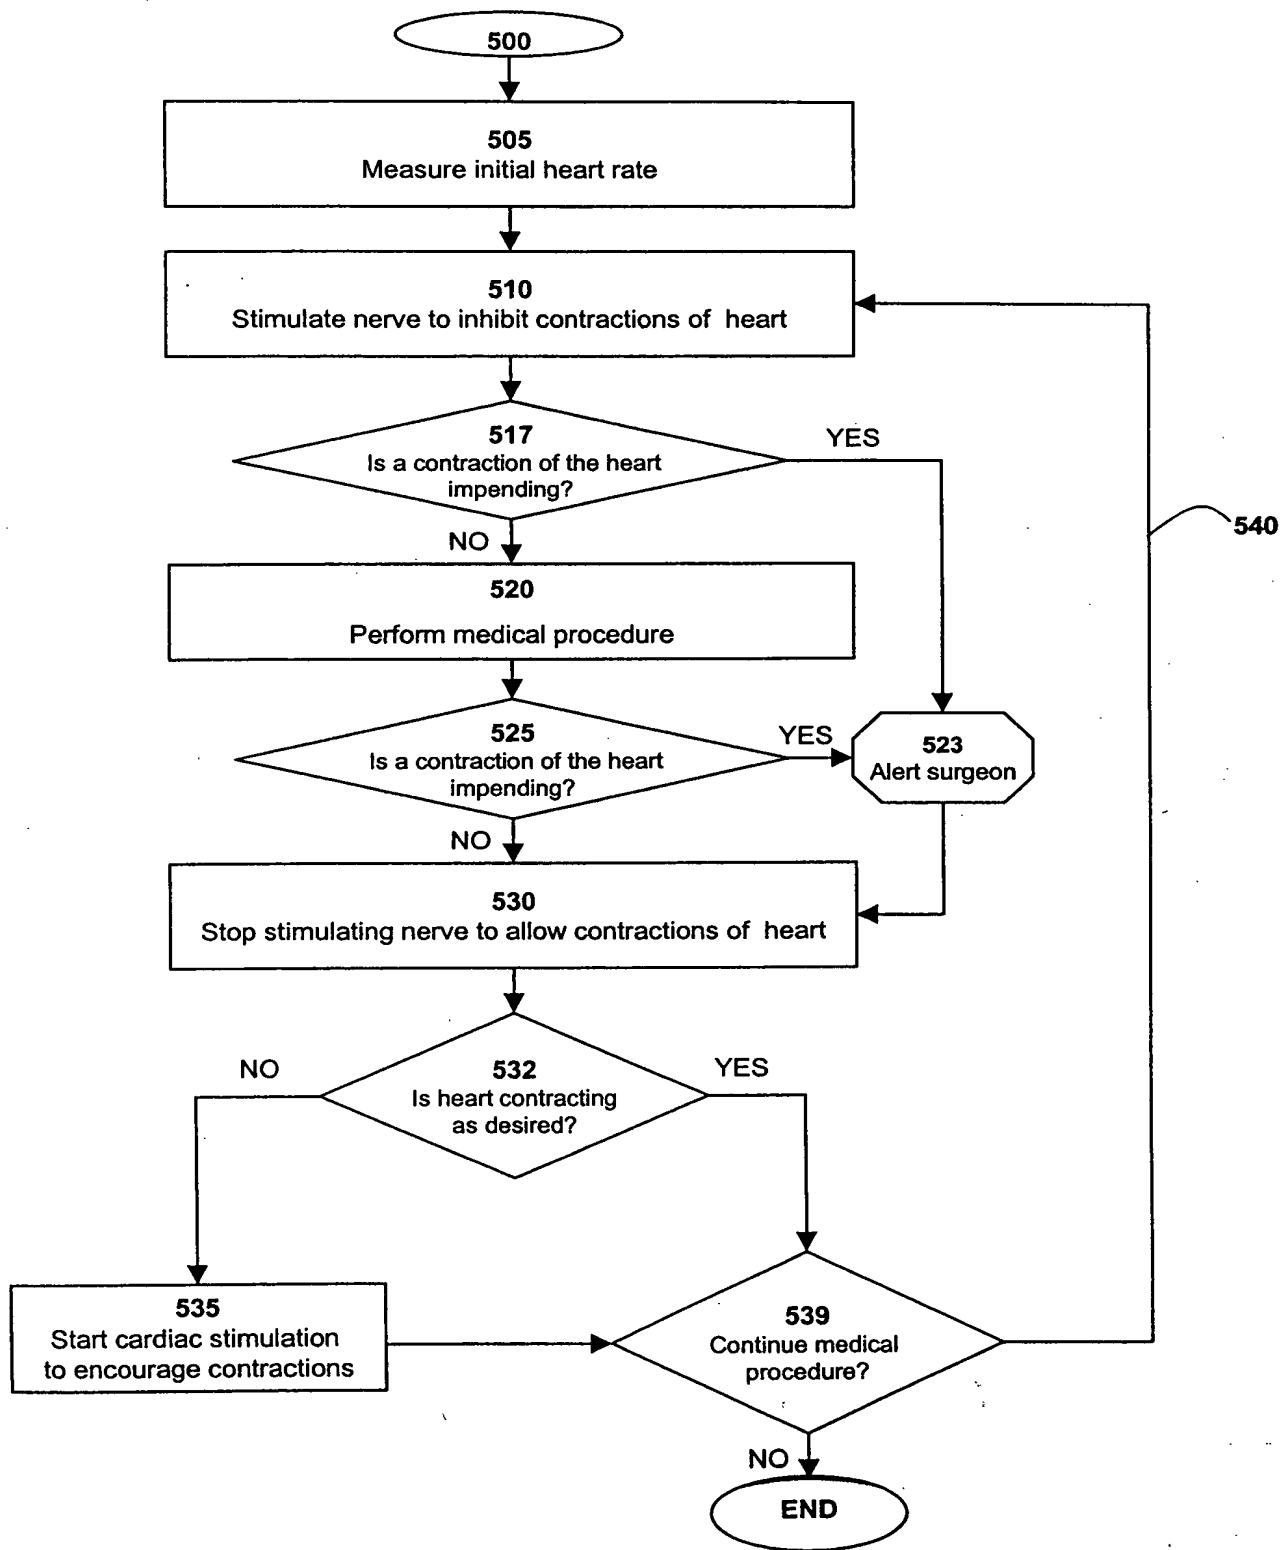 500
505
Measure initial heart rate
510
Stimulate nerve to inhibit contractions of heart
517
Is a contraction of the heart
impending?
YES
NO
540
520
Perform medical procedure
525
Is a contraction of the heart
impending?
YES
523
Alert surgeon
NO
530
Stop stimulating nerve to allow contractions of heart
532
Is heart contracting
as desired?
NO
YES
535
Start cardiac stimulation
to encourage contractions
539
Continue medical
procedure?
NO
END